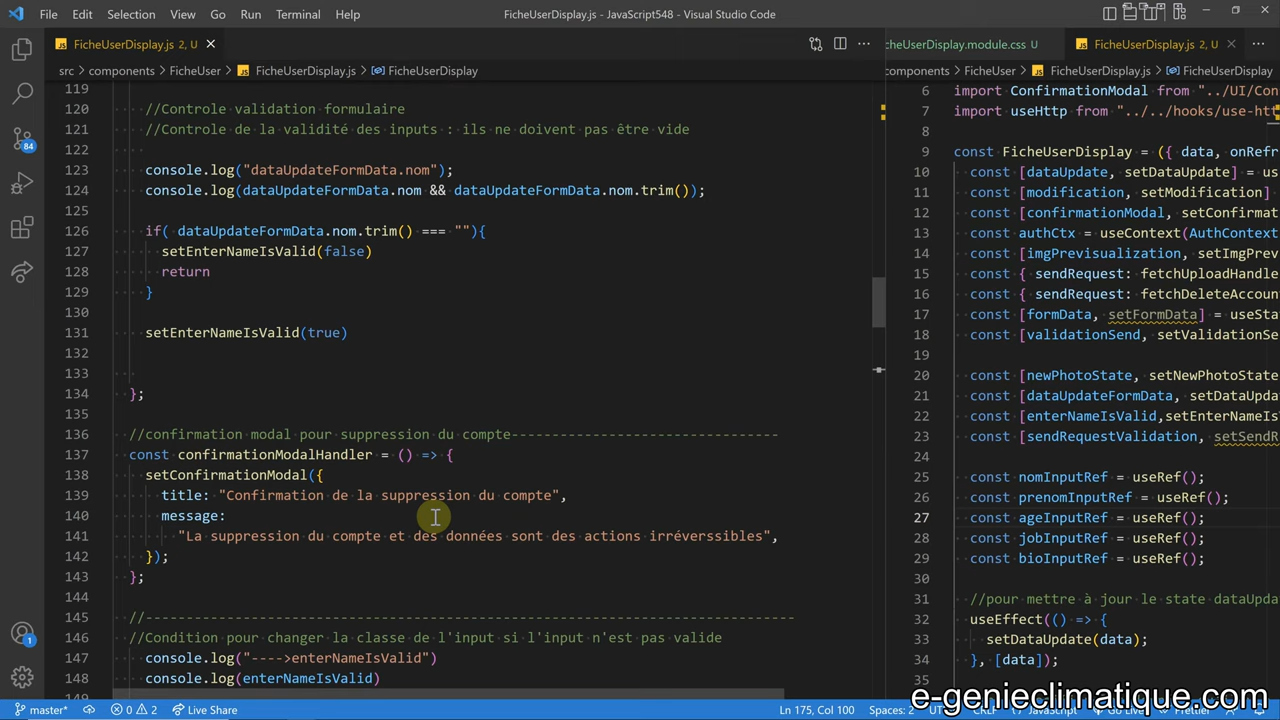 File Edit Selection View Go Run Terminal Help
FicheUserDisplay.js - JavaScript548 - Visual Studio Code
FicheUserDisplay.js 2, U
src > components > FicheUser > FicheUserDisplay.js > FicheUserDisplay
119
120 //Controle validation formulaire
121 //Controle de la validité des inputs : ils ne doivent pas être vide
122
123 console.log("dataUpdateFormData.nom");
124 console.log(dataUpdateFormData.nom && dataUpdateFormData.nom.trim());
125
126 if( dataUpdateFormData.nom.trim() === ""){
127 setEnterNameIsValid(false)
128 return
129 }
130
131 setEnterNameIsValid(true)
132
133
134 };
135
136 //confirmation modal pour suppression du compte---------------------------------
137 const confirmationModalHandler = () => {
138 setConfirmationModal({
139 title: "Confirmation de la suppression du compte",
140 message:
141 "La suppression du compte et des données sont des actions irréverssibles",
142 });
143 };
144
145 //--------------------------------------------------------------------------------
146 //Condition pour changer la classe de l'input si l'input n'est pas valide
147 console.log("---->enterNameIsValid")
148 console.log(enterNameIsValid)
cheUserDisplay.module.css U
FicheUserDisplay.js 2, U
components > FicheUser > FicheUserDisplay.js > FicheUserDisplay
6 import ConfirmationModal from "../UI/Con
7 import useHttp from "../../hooks/use-htt
8
9 const FicheUserDisplay = ({ data, onRefr
10 const [dataUpdate, setDataUpdate] = us
11 const [modification, setModification]
12 const [confirmationModal, setConfirmat
13 const authCtx = useContext(AuthContext
14 const [imgPrevisualization, setImgPrev
15 const { sendRequest: fetchUploadHandle
16 const { sendRequest: fetchDeleteAccoun
17 const [formData, setFormData] = useSta
18 const [validationSend, setValidationSe
19
20 const [newPhotoState, setNewPhotoState
21 const [dataUpdateFormData, setDataUpda
22 const [enterNameIsValid,setEnterNameIs
23 const [sendRequestValidation, setSendR
24
25 const nomInputRef = useRef();
26 const prenomInputRef = useRef();
27 const ageInputRef = useRef();
28 const jobInputRef = useRef();
29 const bioInputRef = useRef();
30
31 //pour mettre à jour le state dataUpda
32 useEffect(() => {
33 setDataUpdate(data);
34 }, [data]);
35
84
1
master* 0 2 Live Share
Ln 175, Col 100 Spaces: 2
e-genieclimatique.com